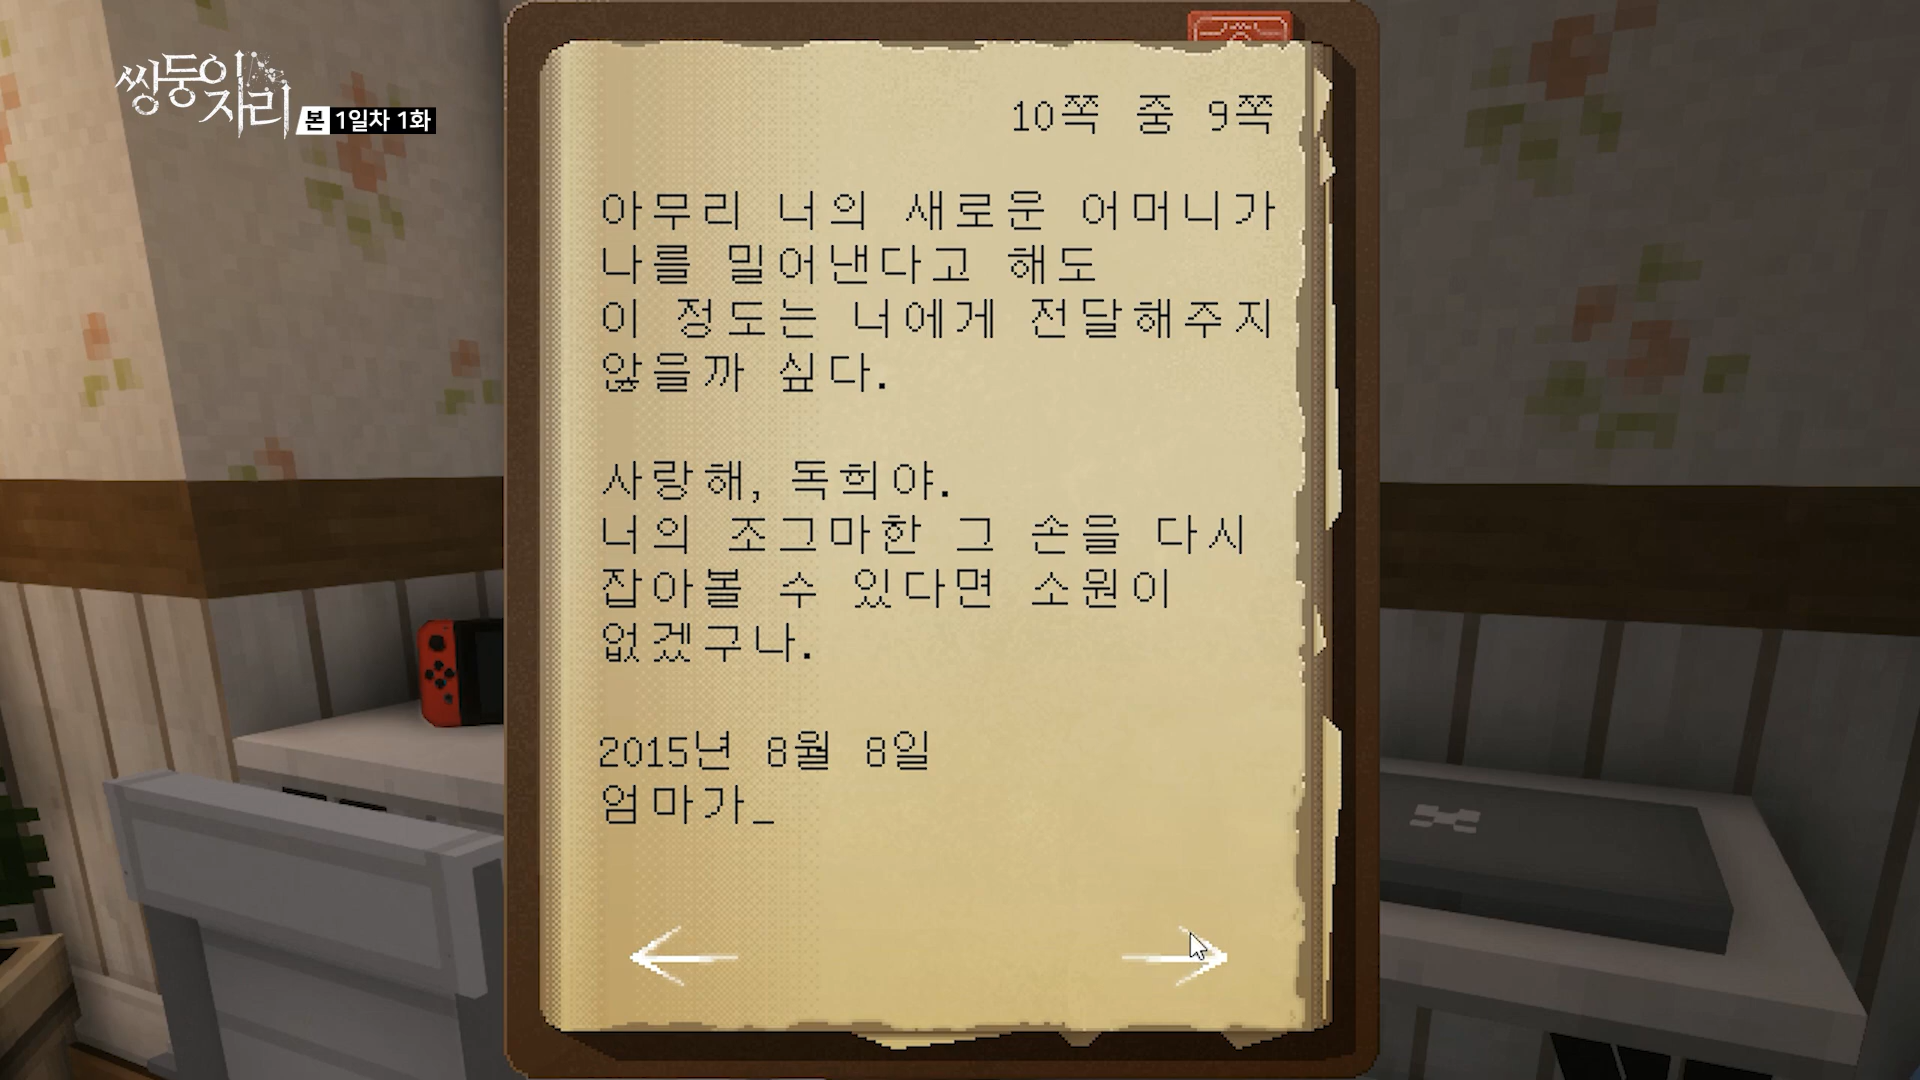 쌍둥이자리
본 1일차 1화
10쪽 중 9쪽
아무리 너의 새로운 어머니가
나를 밀어낸다고 해도
이 정도는 너에게 전달해주지
않을까 싶다.
사랑해, 독희야.
너의 조그마한 그 손을 다시
잡아볼 수 있다면 소원이
없겠구나.
2015년 8월 8일
엄마가_